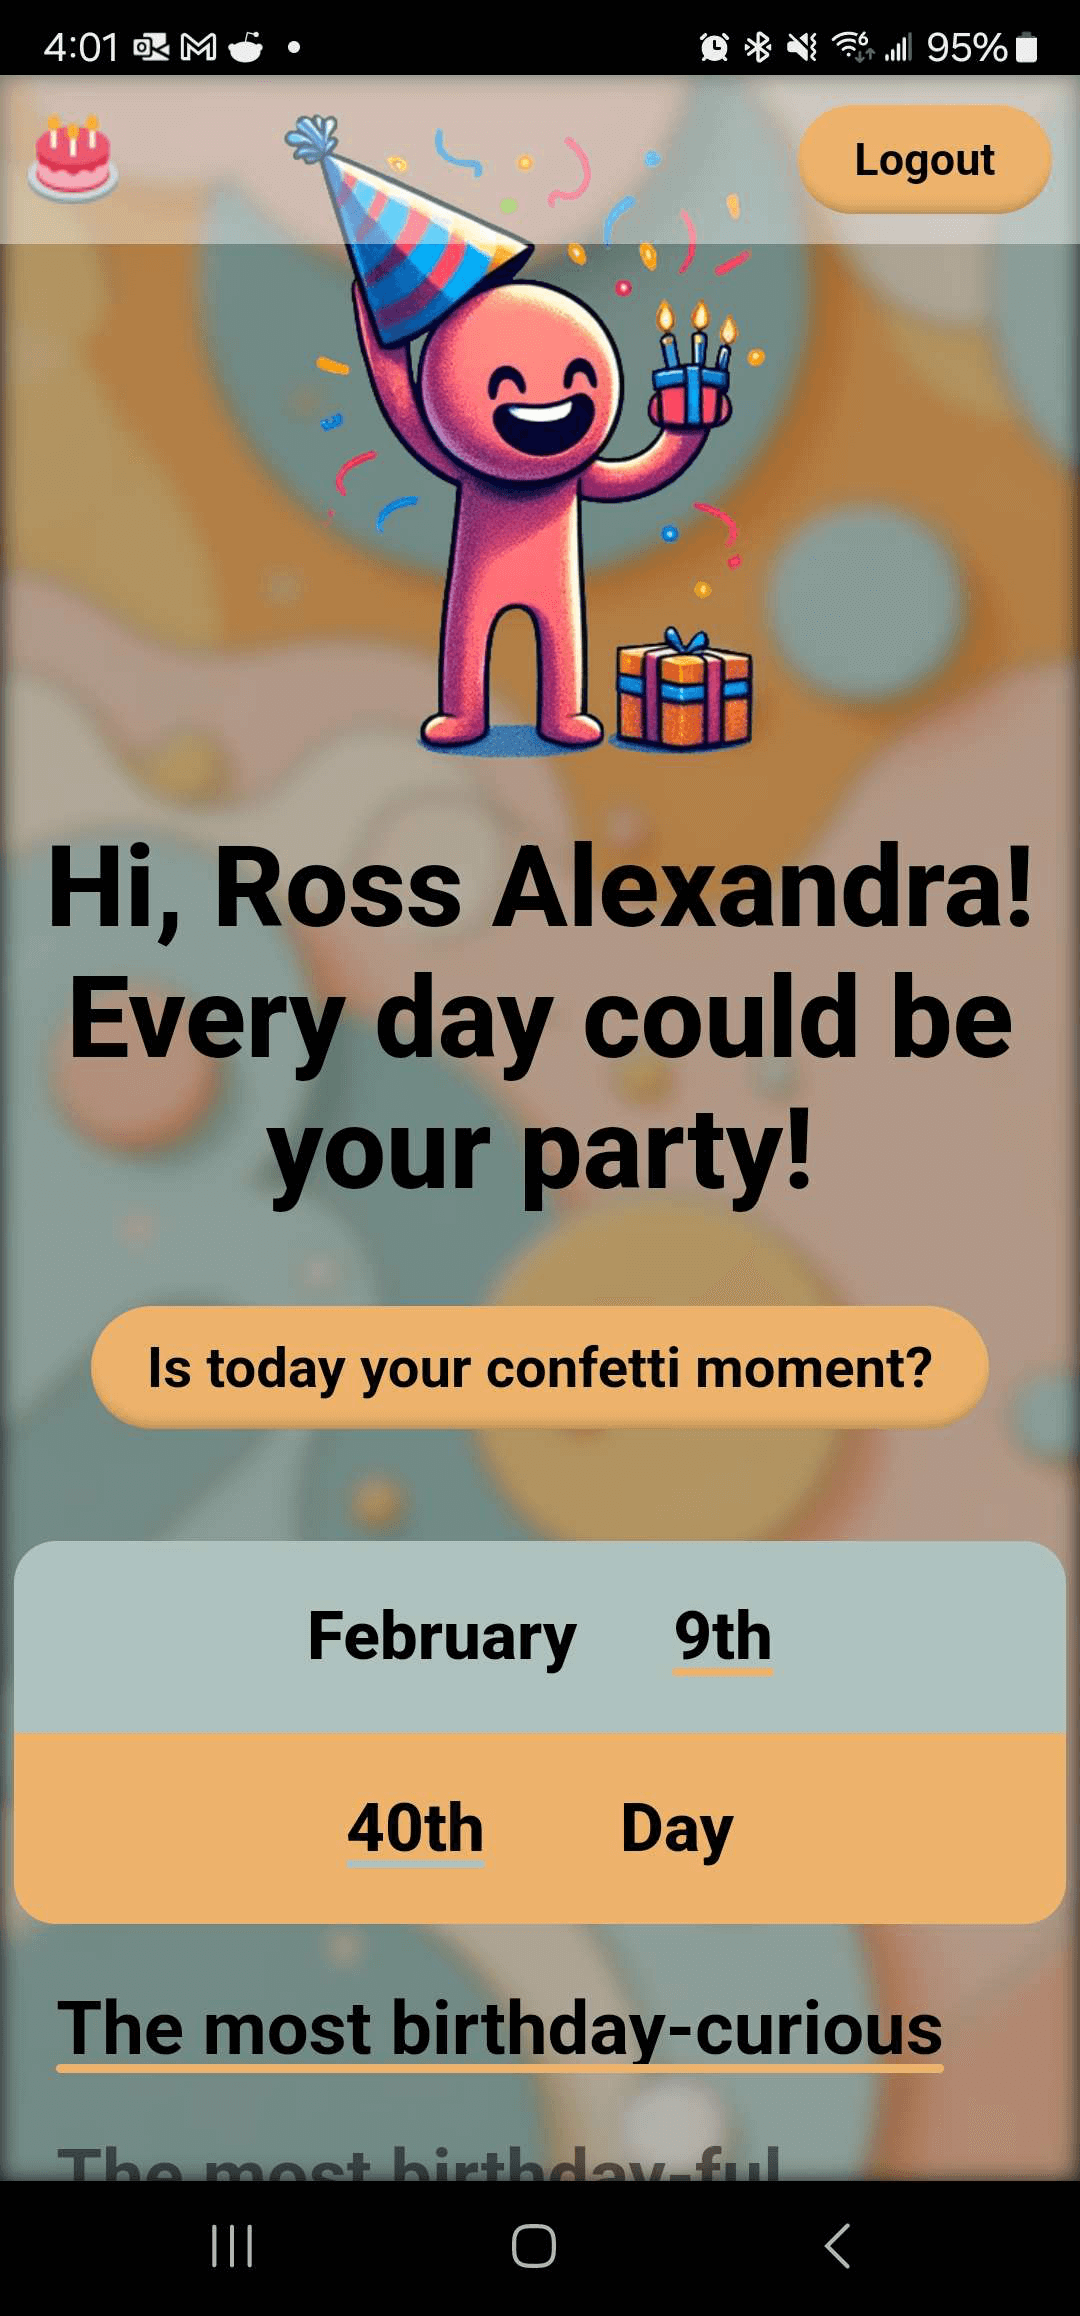 4:01 95%
Logout
Hi, Ross Alexandra!
Every day could be
your party!
Is today your confetti moment?
February 9th
40th Day
The most birthday-curious
The most birthday-ful